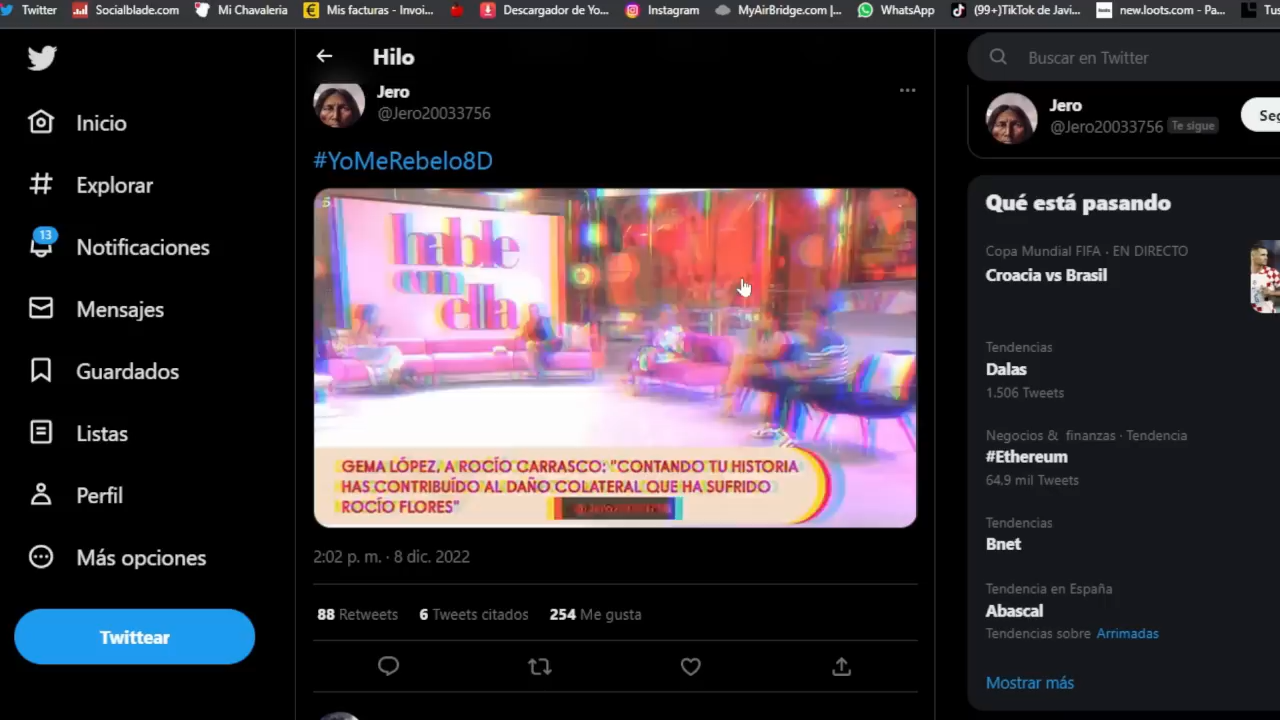 Twitter
Socialblade.com
Mi Chavaleria
Mis facturas - Invoi...
Descargador de Yo...
Instagram
MyAirBridge.com |...
WhatsApp
(99+)TikTok de Javi...
new.loots.com - Pa...
Tus
Hilo
Jero
@Jero20033756
#YoMeRebelo8D
Inicio
Explorar
13
Notificaciones
Mensajes
Guardados
Listas
Perfil
Más opciones
Twittear
hable
con
ella
GEMA LÓPEZ, A ROCÍO CARRASCO: "CONTANDO TU HISTORIA
HAS CONTRIBUÍDO AL DAÑO COLATERAL QUE HA SUFRIDO
ROCÍO FLORES"
@Jero20033756
2:02 p. m. · 8 dic. 2022
88 Retweets 6 Tweets citados 254 Me gusta
Buscar en Twitter
Jero
@Jero20033756 Te sigue
Seg
Qué está pasando
Copa Mundial FIFA · EN DIRECTO
Croacia vs Brasil
Tendencias
Dalas
1.506 Tweets
Negocios & finanzas · Tendencia
#Ethereum
64,9 mil Tweets
Tendencias
Bnet
Tendencia en España
Abascal
Tendencias sobre Arrimadas
Mostrar más